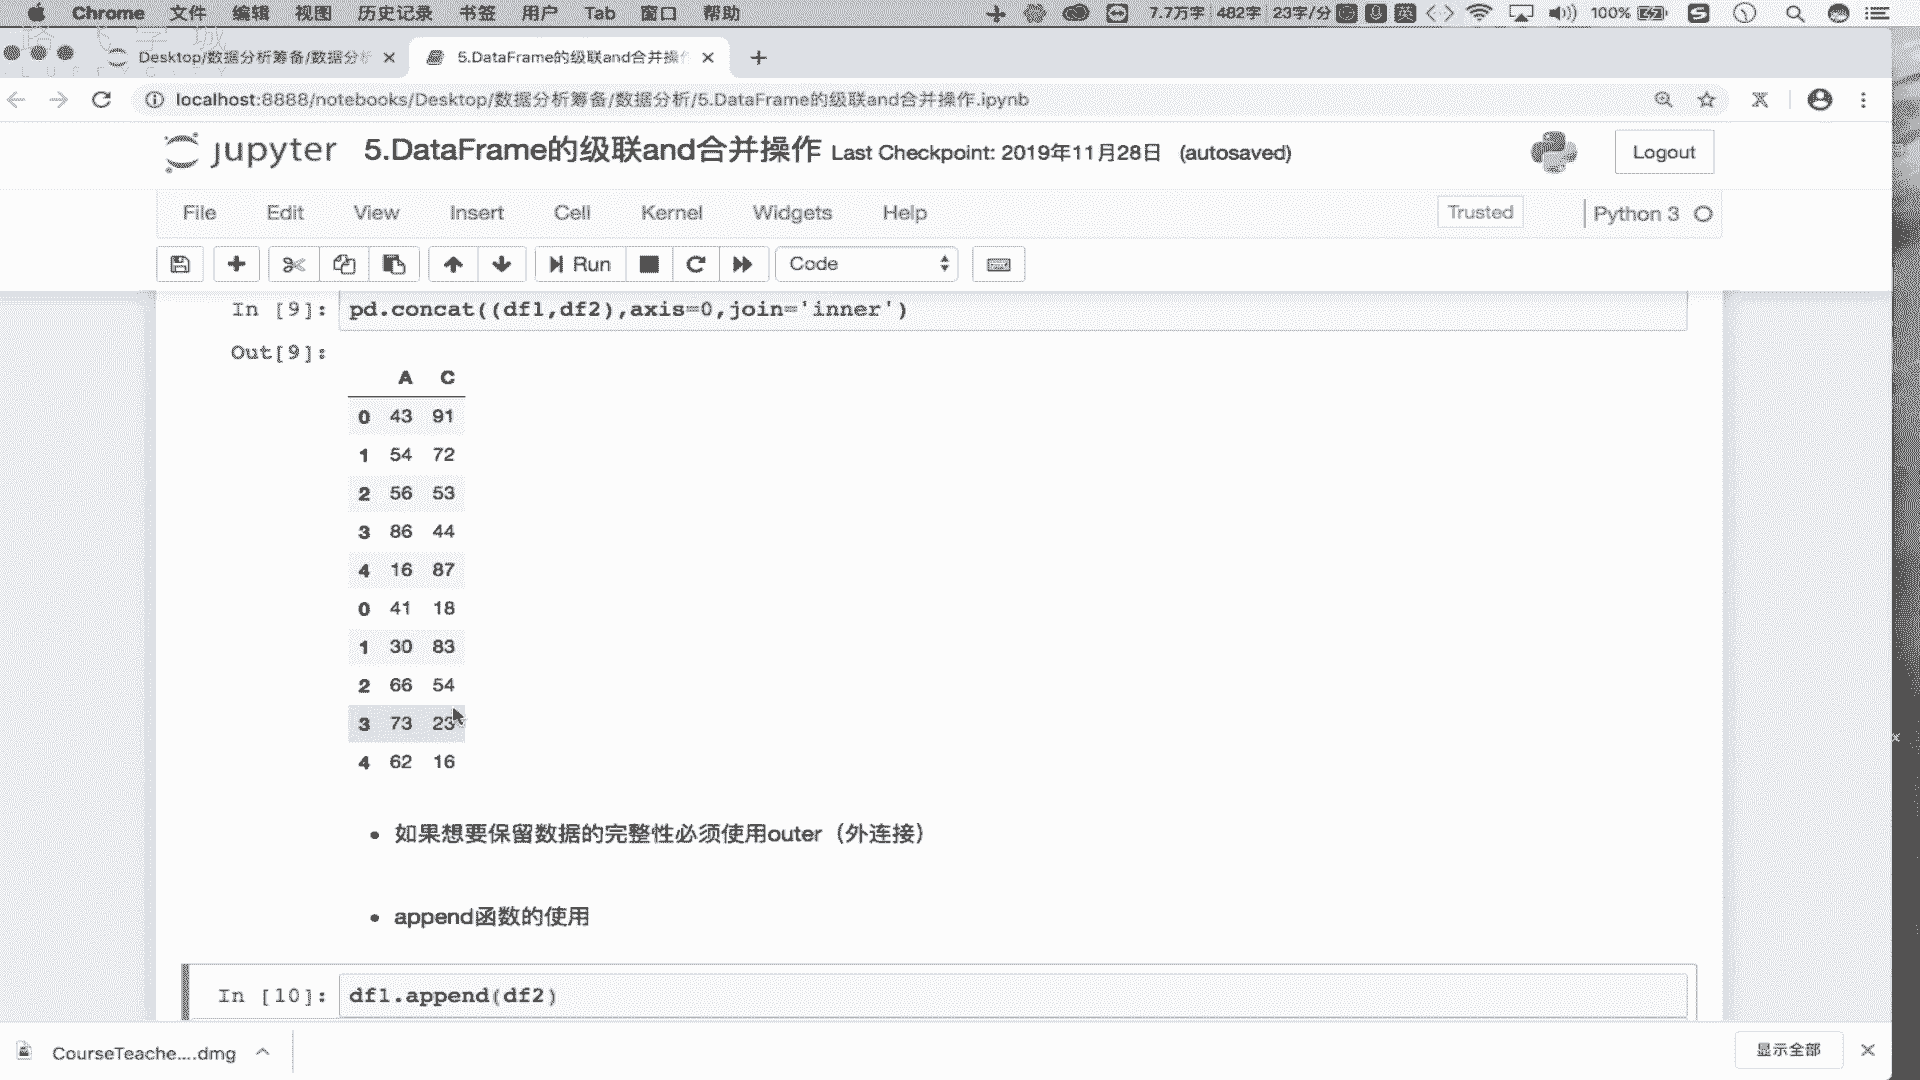 Chrome 文件 编辑 视图 历史记录 书签 用户 Tab 窗口 帮助 7.7万字 482字 23字/分 英 100%
Desktop/数据分析筹备/数据分析 5.DataFrame的级联and合并操作
localhost:8888/notebooks/Desktop/数据分析筹备/数据分析/5.DataFrame的级联and合并操作.ipynb
jupyter 5.DataFrame的级联and合并操作 Last Checkpoint: 2019年11月28日 (autosaved) Logout
File Edit View Insert Cell Kernel Widgets Help Trusted Python 3
Run Code
In [9]: pd.concat((df1,df2),axis=0,join='inner')
Out[9]:
A C
0 43 91
1 54 72
2 56 53
3 86 44
4 16 87
0 41 18
1 30 83
2 66 54
3 73 23
4 62 16
• 如果想要保留数据的完整性必须使用outer（外连接）
• append函数的使用
In [10]: df1.append(df2)
CourseTeache....dmg 显示全部